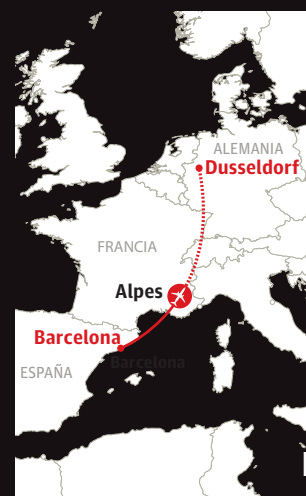 ALEMANIA
Dusseldorf
FRANCIA
Alpes
Barcelona
Barcelona
ESPAÑA